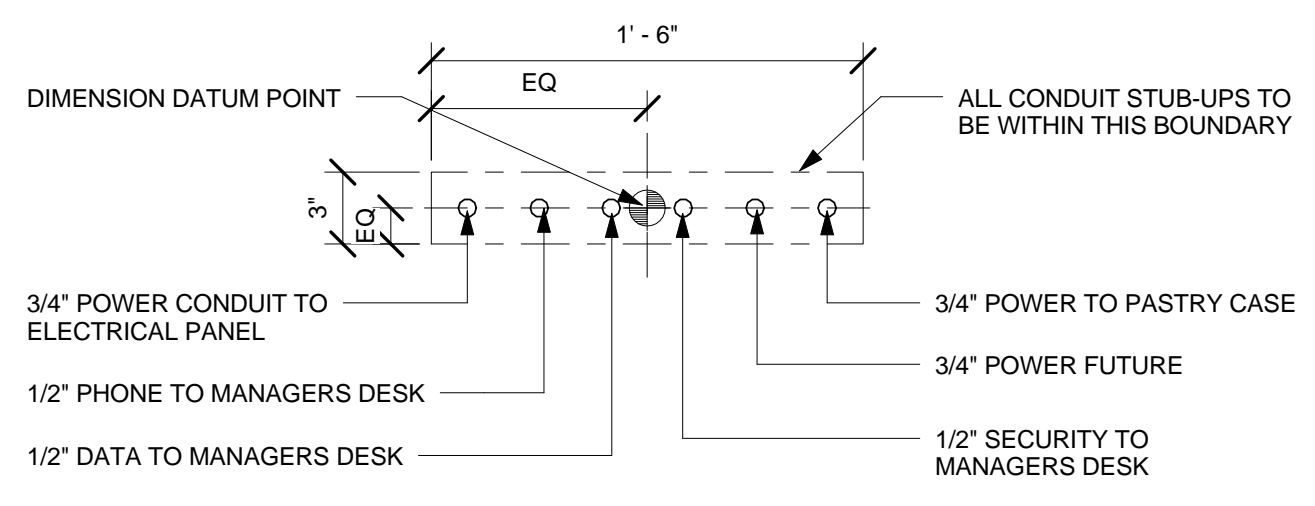 1' - 6"
EQ
DIMENSION DATUM POINT
ALL CONDUIT STUB-UPS TO
BE WITHIN THIS BOUNDARY
3"
EQ
3/4" POWER CONDUIT TO
ELECTRICAL PANEL
3/4" POWER TO PASTRY CASE
3/4" POWER FUTURE
1/2" PHONE TO MANAGERS DESK
1/2" DATA TO MANAGERS DESK
1/2" SECURITY TO
MANAGERS DESK